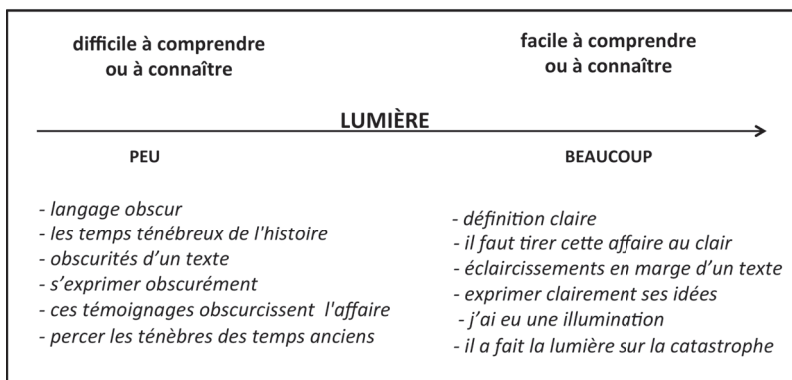 difficile à comprendre
ou à connaître
facile à comprendre
ou à connaître
LUMIÈRE
PEU
BEAUCOUP
- langage obscur
- les temps ténébreux de l'histoire
- obscurités d’un texte
- s’exprimer obscurément
- ces témoignages obscurcissent l'affaire
- percer les ténèbres des temps anciens
- définition claire
- il faut tirer cette affaire au clair
- éclaircissements en marge d’un texte
- exprimer clairement ses idées
- j’ai eu une illumination
- il a fait la lumière sur la catastrophe